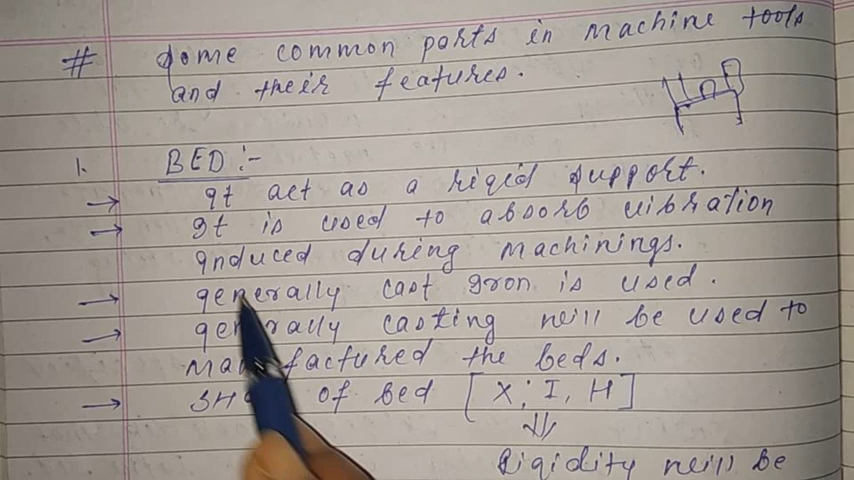 # Some common parts in machine tools
and their features.
1. BED :-
→ It act as a rigid support.
→ It is used to absorb vibration
Induced during machinings.
→ generally cast Iron is used.
→ generally casting will be used to
factured the beds.
→ of bed [X, I, H]
⇓
Rigidity will be